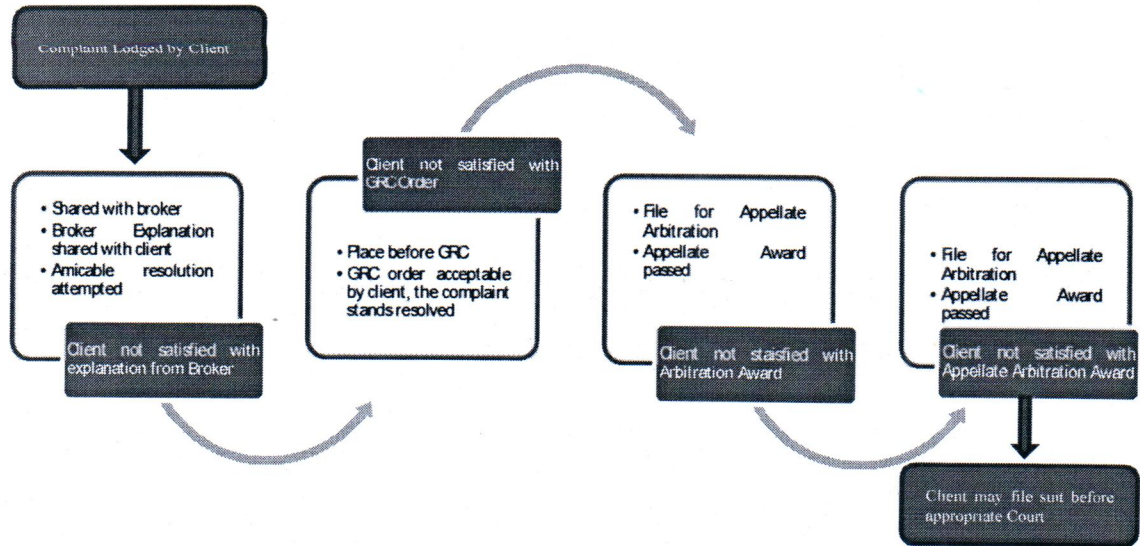 Complaint Lodged by Client
• Shared with broker
• Broker Explanation
shared with client
• Amicable resolution
attempted
Client not satisfied with
explanation from Broker
Client not satisfied with
GRC Order
• Place before GRC
• GRC order acceptable
by client, the complaint
stands resolved
• File for Appellate
Arbitration
• Appellate Award
passed
Client not staisfied with
Arbitration Award
• File for Appellate
Arbitration
• Appellate Award
passed
Client not satisfied with
Appellate Arbitration Award
Client may file suit before
appropriate Court